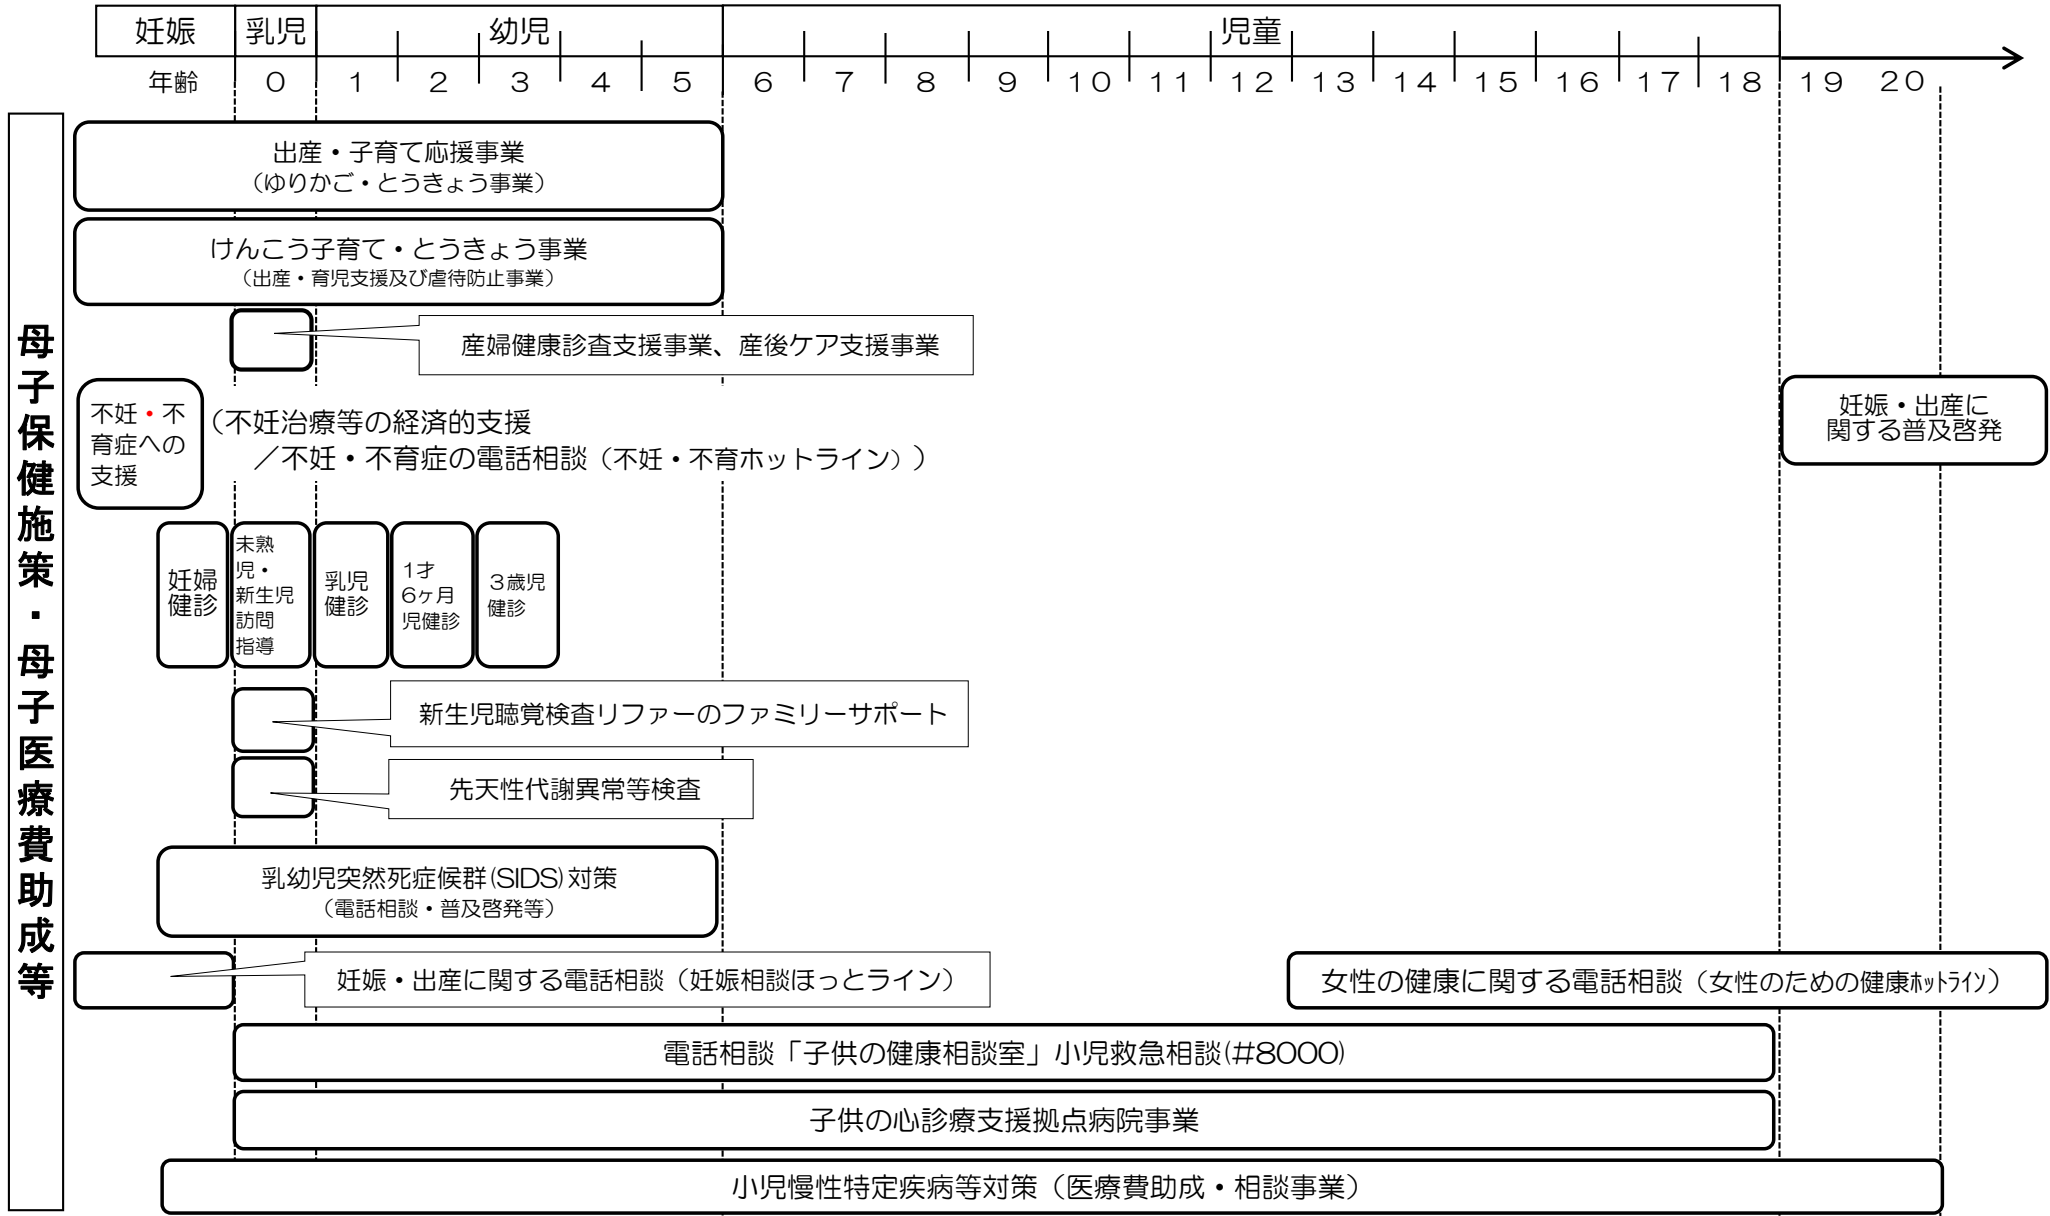 妊娠 乳児 幼児 児童
年齢 0 1 2 3 4 5 6 7 8 9 10 11 12 13 14 15 16 17 18 19 20
母子保健施策・母子医療費助成等
出産・子育て応援事業
（ゆりかご・とうきょう事業）
けんこう子育て・とうきょう事業
（出産・育児支援及び虐待防止事業）
産婦健康診査支援事業、産後ケア支援事業
不妊・不
育症への
支援
（不妊治療等の経済的支援
／不妊・不育症の電話相談（不妊・不育ホットライン））
妊娠・出産に
関する普及啓発
妊婦
健診
未熟
児・
新生児
訪問
指導
乳児
健診
1才
6ヶ月
児健診
３歳児
健診
新生児聴覚検査リファーのファミリーサポート
先天性代謝異常等検査
乳幼児突然死症候群(SIDS)対策
（電話相談・普及啓発等）
妊娠・出産に関する電話相談（妊娠相談ほっとライン）
女性の健康に関する電話相談（女性のための健康ﾎｯﾄﾗｲﾝ）
電話相談「子供の健康相談室」小児救急相談(#8000)
子供の心診療支援拠点病院事業
小児慢性特定疾病等対策（医療費助成・相談事業）